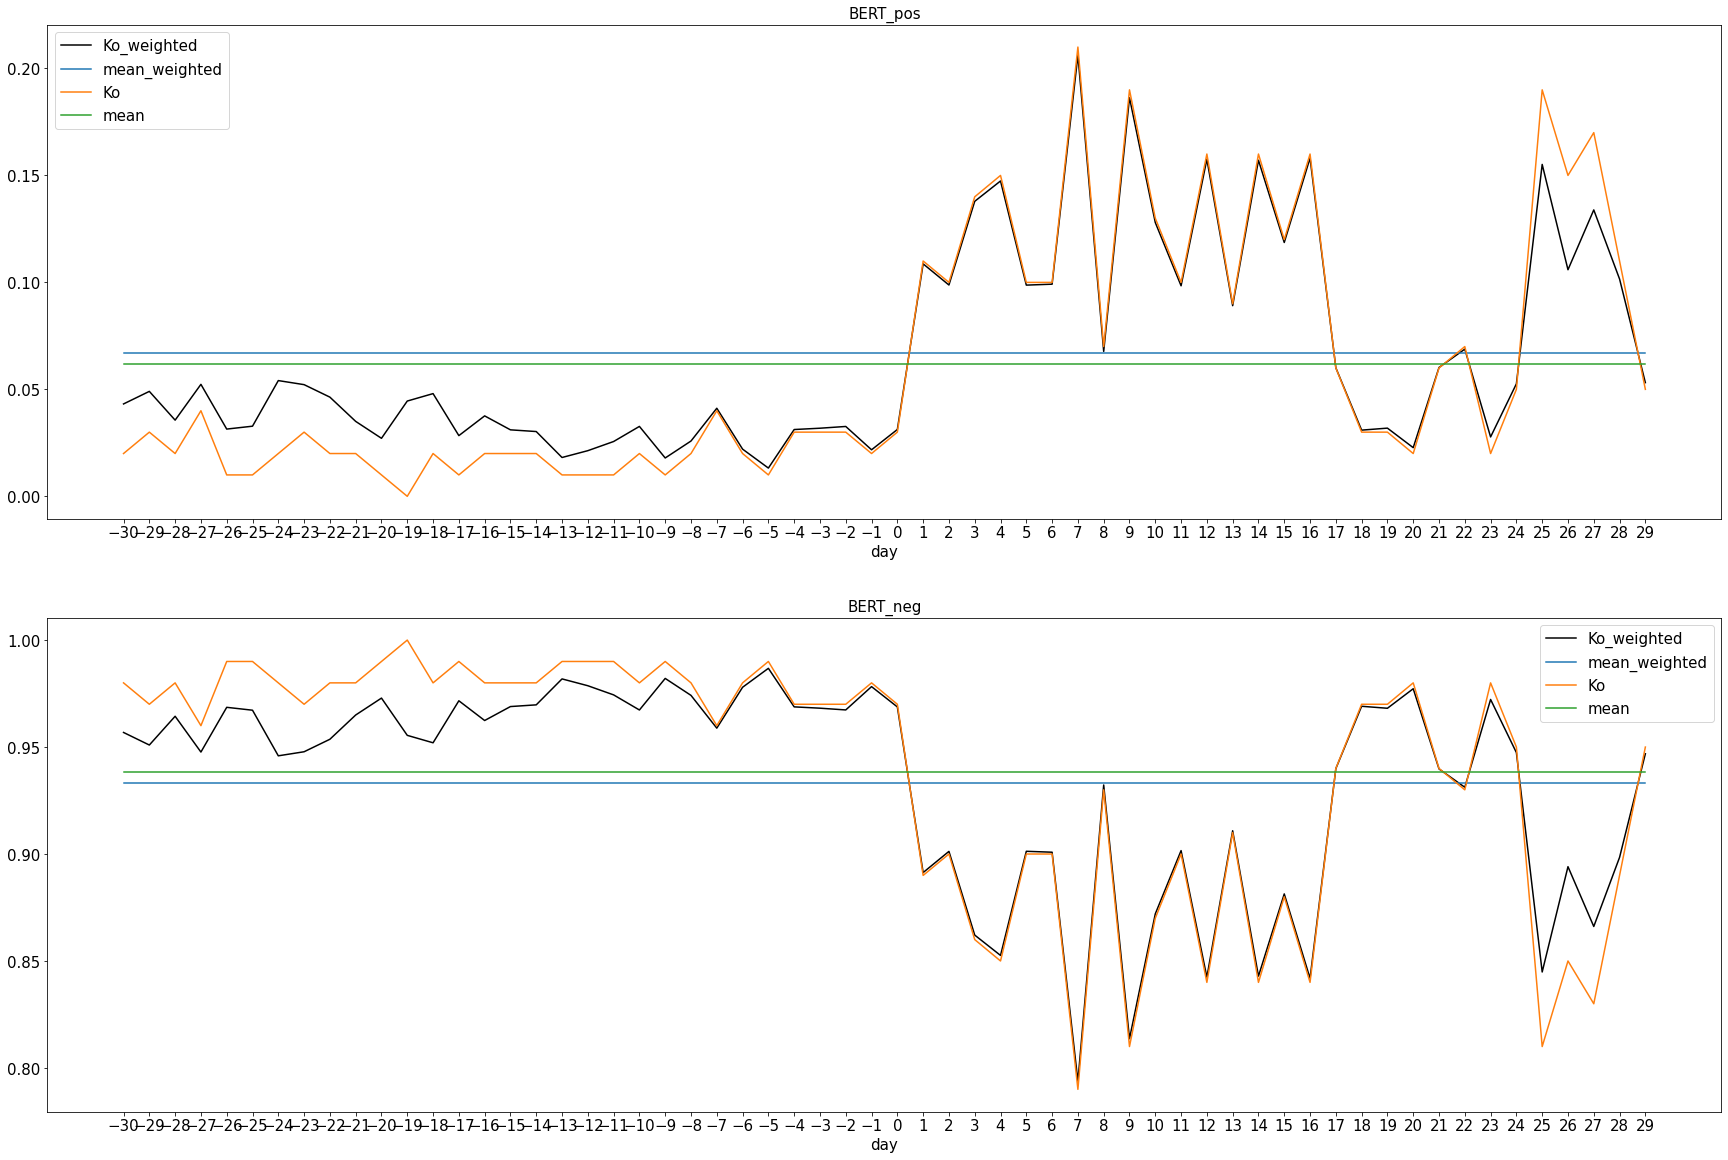 BERT_pos
Ko_weighted
mean_weighted
Ko
mean
0.20
0.15
0.10
0.05
0.00
−30 −29 −28 −27 −26 −25 −24 −23 −22 −21 −20 −19 −18 −17 −16 −15 −14 −13 −12 −11 −10 −9 −8 −7 −6 −5 −4 −3 −2 −1 0 1 2 3 4 5 6 7 8 9 10 11 12 13 14 15 16 17 18 19 20 21 22 23 24 25 26 27 28 29
day
BERT_neg
Ko_weighted
mean_weighted
Ko
mean
1.00
0.95
0.90
0.85
0.80
−30 −29 −28 −27 −26 −25 −24 −23 −22 −21 −20 −19 −18 −17 −16 −15 −14 −13 −12 −11 −10 −9 −8 −7 −6 −5 −4 −3 −2 −1 0 1 2 3 4 5 6 7 8 9 10 11 12 13 14 15 16 17 18 19 20 21 22 23 24 25 26 27 28 29
day